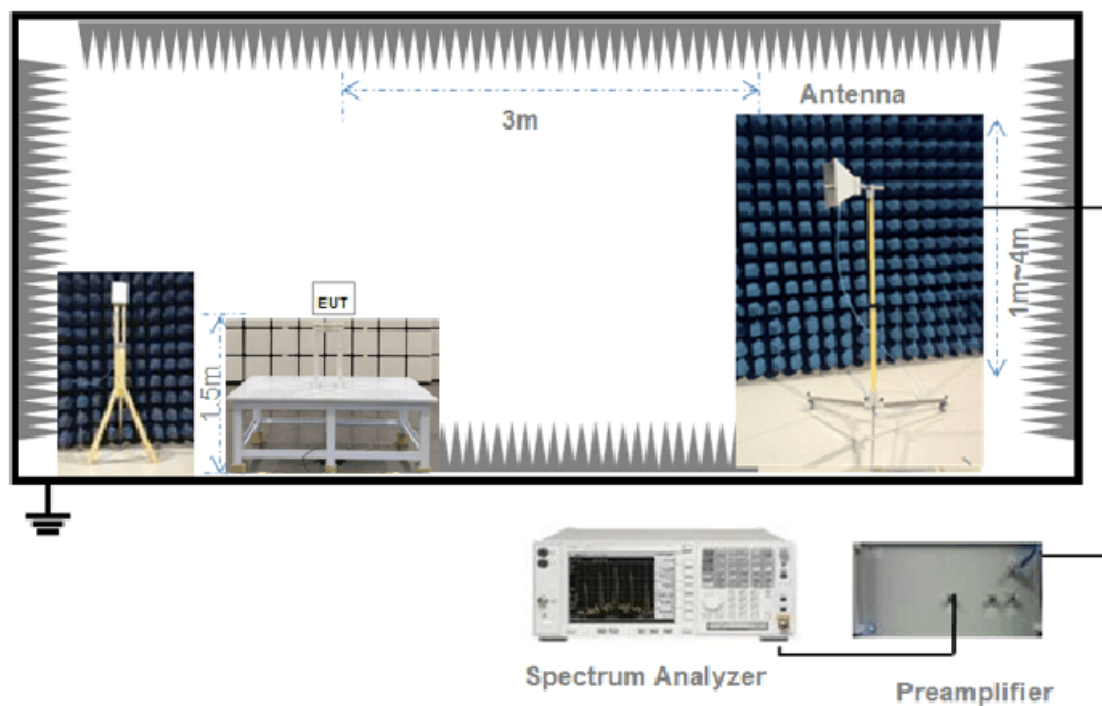 Antenna
3m
1m~4m
EUT
1.5m
Spectrum Analyzer
Preamplifier